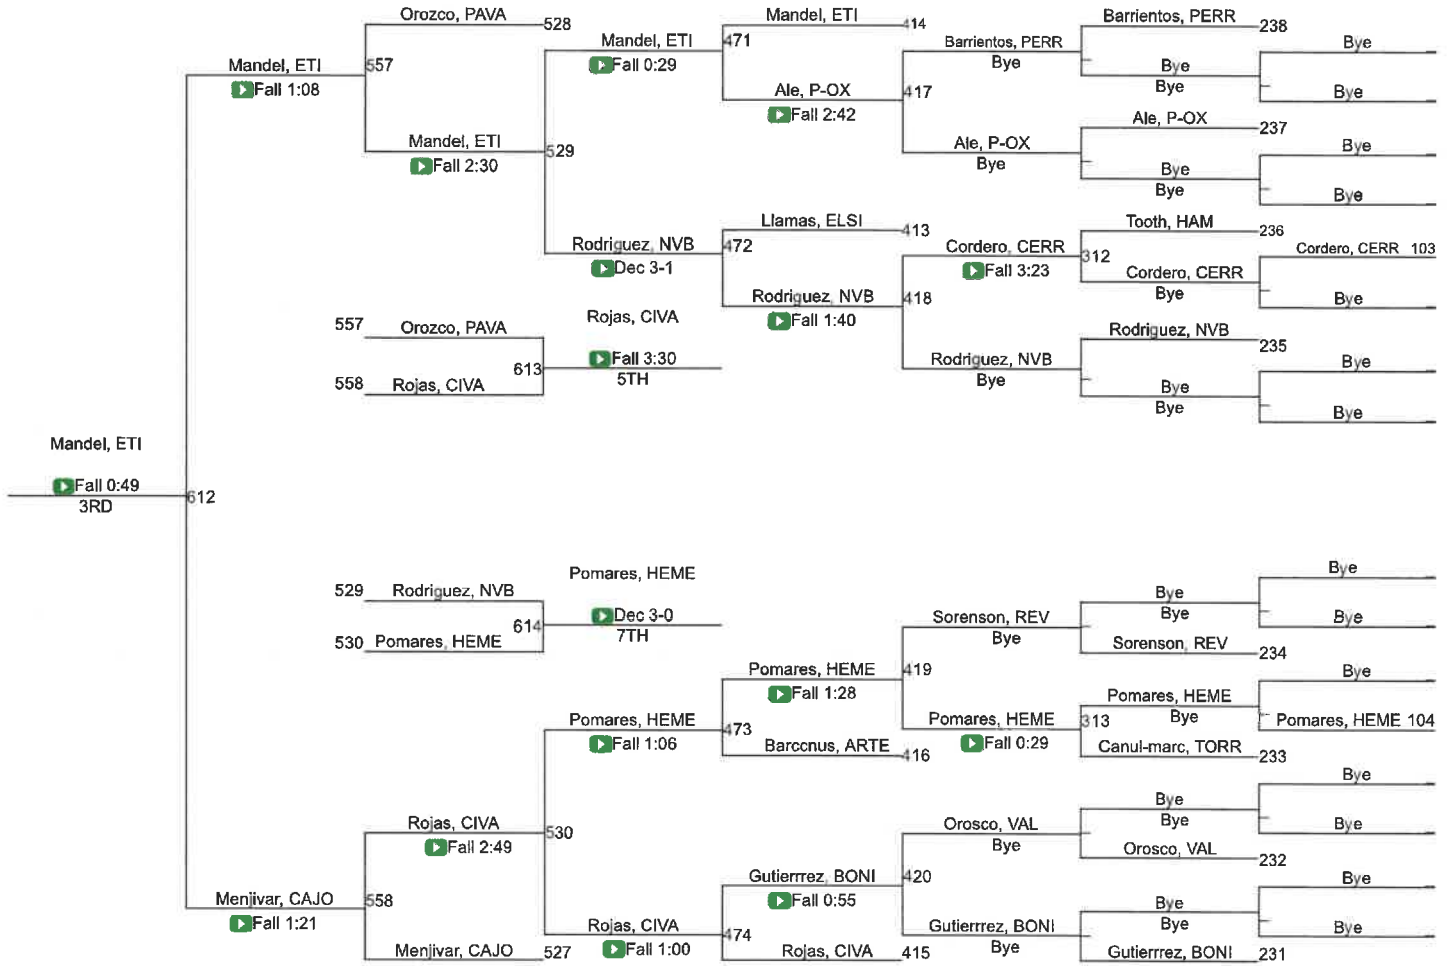 Orozco, PAVA 528
Mandel, ETI 414
Barrientos, PERR 238
Bye
Mandel, ETI 557
Fall 1:08
Mandel, ETI 471
Fall 0:29
Barrientos, PERR
Bye
Bye
Bye
Bye
Ale, P-OX 417
Fall 2:42
Ale, P-OX 237
Mandel, ETI 529
Fall 2:30
Ale, P-OX
Bye
Bye
Bye
Bye
Bye
Llamas, ELSI 413
Tooth, HAM 236
Rodriguez, NVB 472
Dec 3-1
Cordero, CERR 312
Fall 3:23
Cordero, CERR 103
Cordero, CERR
Bye
Bye
Rodriguez, NVB 418
Fall 1:40
557 Orozco, PAVA
Rojas, CIVA
Rodriguez, NVB 235
613
Fall 3:30
5TH
Rodriguez, NVB
Bye
Bye
558 Rojas, CIVA
Bye
Bye
Bye
Mandel, ETI
Fall 0:49
3RD
612
Pomares, HEME
Bye
529 Rodriguez, NVB
Bye
Bye
614
Dec 3-0
7TH
Sorenson, REV
Bye
Bye
530 Pomares, HEME
Sorenson, REV 234
Pomares, HEME 419
Fall 1:28
Bye
Pomares, HEME
Bye
Pomares, HEME 473
Fall 1:06
Pomares, HEME 313
Fall 0:29
Pomares, HEME 104
Barccnus, ARTE 416
Canul-marc, TORR 233
Bye
Bye
Bye
Rojas, CIVA 530
Fall 2:49
Orosco, VAL
Bye
Bye
Orosco, VAL 232
Gutierrrez, BONI 420
Fall 0:55
Bye
Menjivar, CAJO 558
Fall 1:21
Bye
Bye
Rojas, CIVA 474
Fall 1:00
Gutierrrez, BONI
Bye
Bye
Menjivar, CAJO 527
Rojas, CIVA 415
Gutierrrez, BONI 231